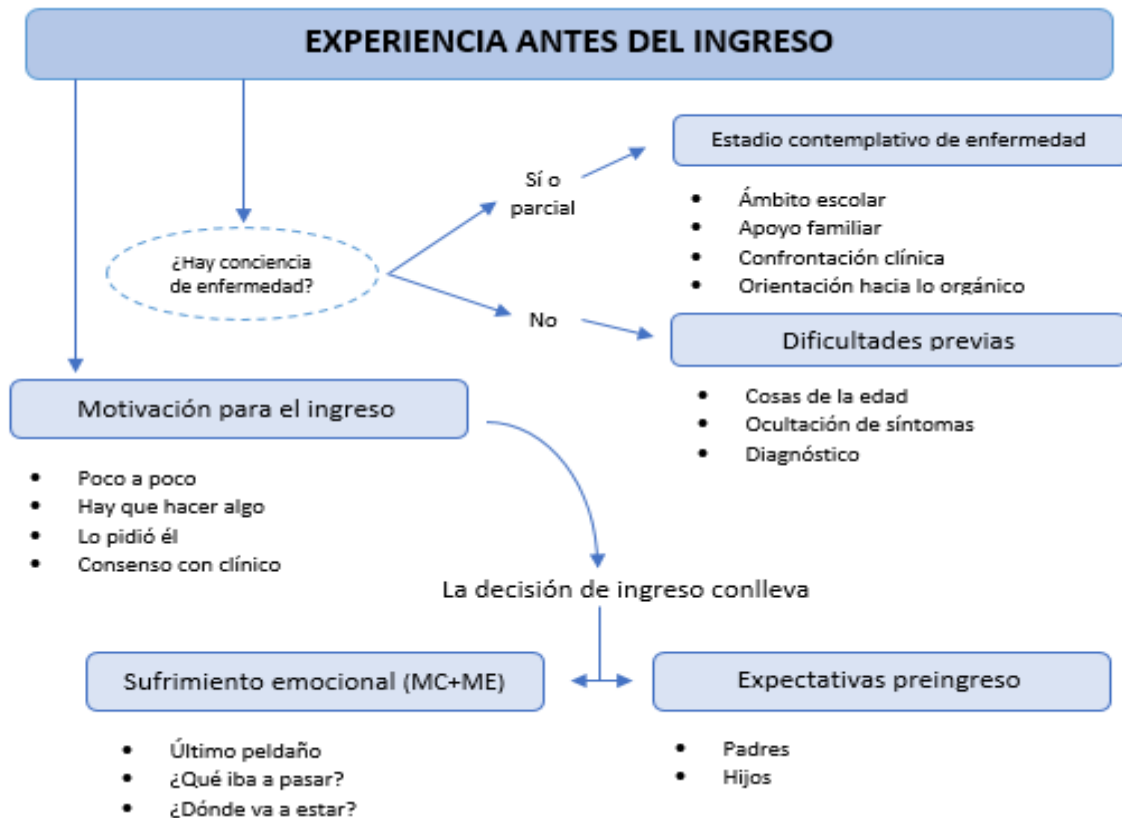 EXPERIENCIA ANTES DEL INGRESO
Estadio contemplativo de enfermedad
Sí o
parcial
• Ámbito escolar
• Apoyo familiar
• Confrontación clínica
• Orientación hacia lo orgánico
¿Hay conciencia
de enfermedad?
No
Dificultades previas
• Cosas de la edad
• Ocultación de síntomas
• Diagnóstico
Motivación para el ingreso
• Poco a poco
• Hay que hacer algo
• Lo pidió él
• Consenso con clínico
La decisión de ingreso conlleva
Sufrimiento emocional (MC+ME)
• Último peldaño
• ¿Qué iba a pasar?
• ¿Dónde va a estar?
Expectativas preingreso
• Padres
• Hijos